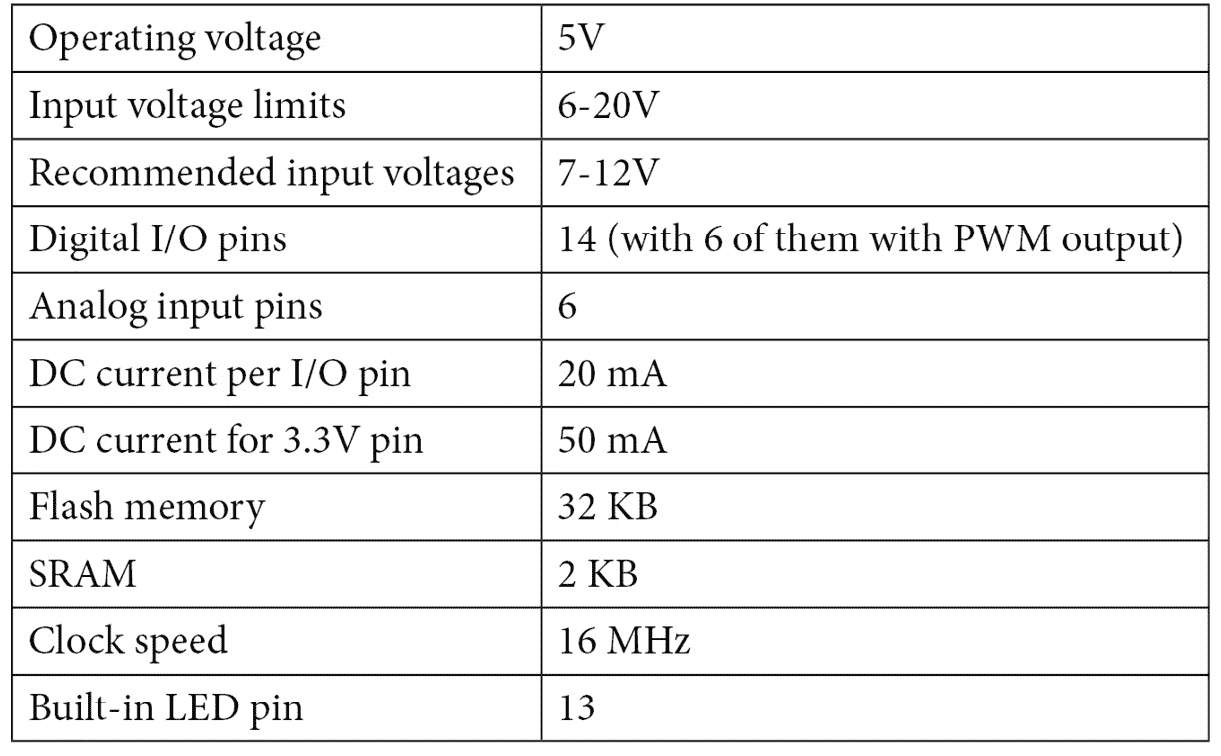 Operating voltage 5V
Input voltage limits 6-20V
Recommended input voltages 7-12V
Digital I/O pins 14 (with 6 of them with PWM output)
Analog input pins 6
DC current per I/O pin 20 mA
DC current for 3.3V pin 50 mA
Flash memory 32 KB
SRAM 2 KB
Clock speed 16 MHz
Built-in LED pin 13